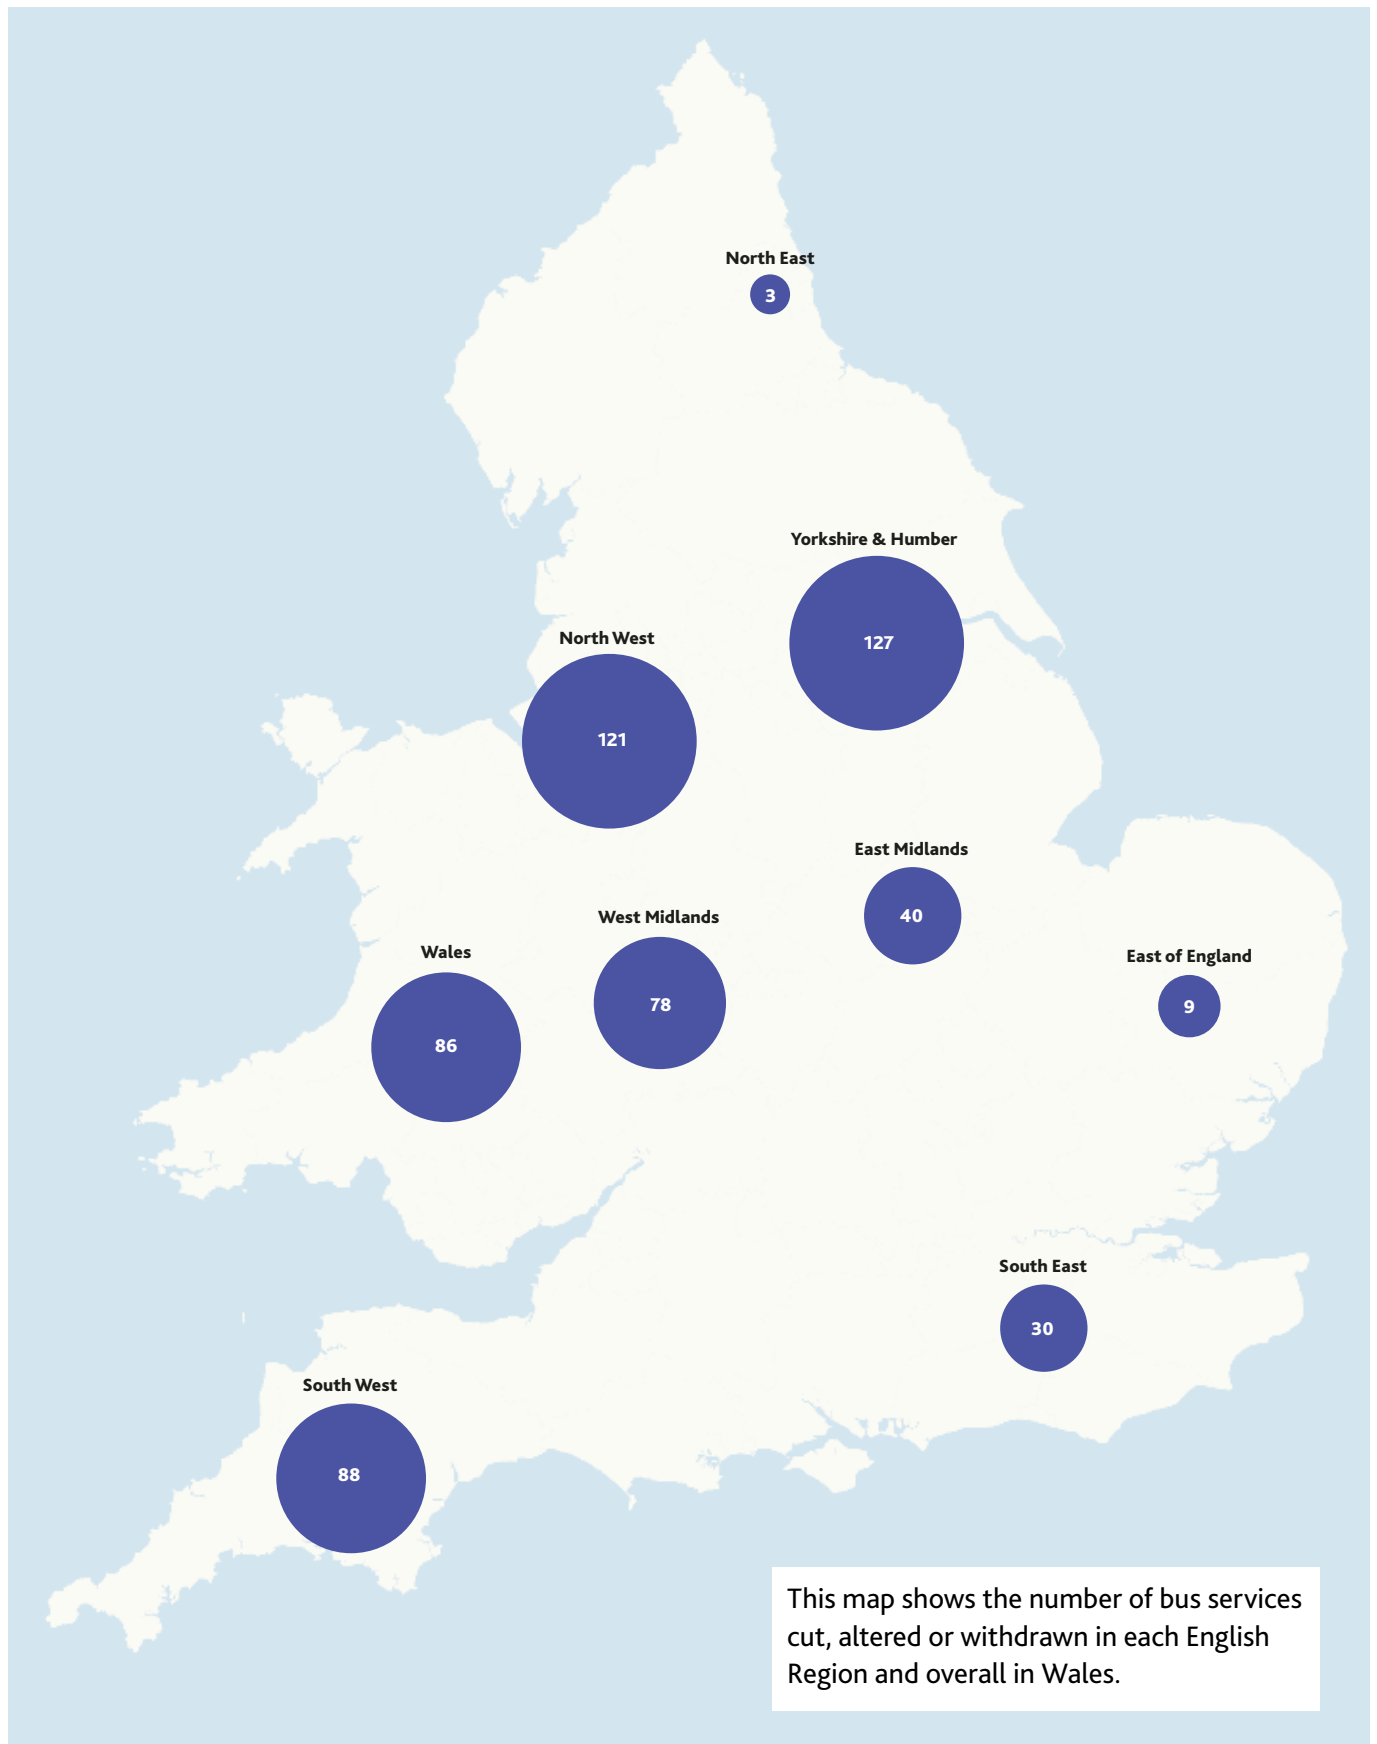 North East
3
Yorkshire & Humber
127
North West
121
East Midlands
40
West Midlands
78
Wales
86
East of England
9
South East
30
South West
88
This map shows the number of bus services
cut, altered or withdrawn in each English
Region and overall in Wales.